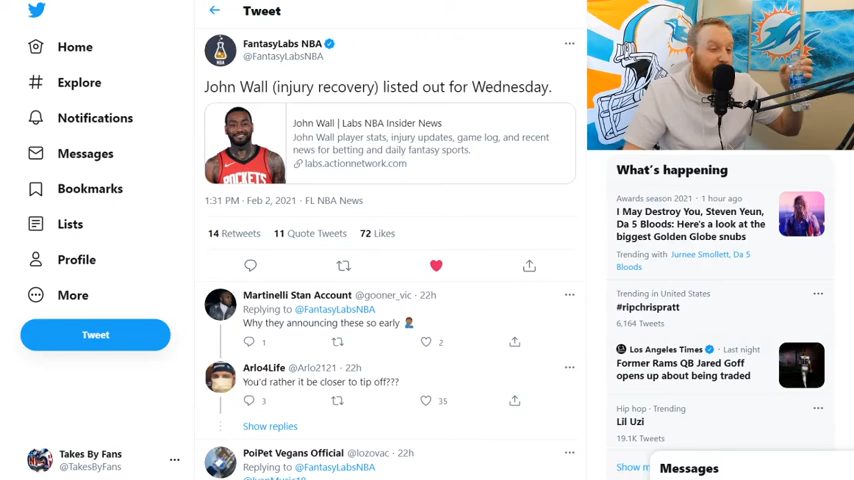 Tweet
Home
Explore
Notifications
Messages
Bookmarks
Lists
Profile
More
Tweet
Takes By Fans
@TakesByFans
FantasyLabs NBA
@FantasyLabsNBA
John Wall (injury recovery) listed out for Wednesday.
ROCKETS
John Wall | Labs NBA Insider News
John Wall player stats, injury updates, game log, and recent
news for betting and daily fantasy sports.
labs.actionnetwork.com
1:31 PM · Feb 2, 2021 · FL NBA News
14 Retweets 11 Quote Tweets 72 Likes
Martinelli Stan Account @gooner_vic · 22h
Replying to @FantasyLabsNBA
Why they announcing these so early
1 2
Arlo4Life @Arlo2121 · 22h
You'd rather it be closer to tip off???
3 35
Show replies
PoiPet Vegans Official @lozovac · 22h
Replying to @FantasyLabsNBA
What's happening
Awards season 2021 · 1 hour ago
I May Destroy You, Steven Yeun,
Da 5 Bloods: Here's a look at the
biggest Golden Globe snubs
Trending with Jurnee Smollett, Da 5
Bloods
Trending in United States
#ripchrispratt
6,164 Tweets
Los Angeles Times · Last night
Former Rams QB Jared Goff
opens up about being traded
Hip hop · Trending
Lil Uzi
19.1K Tweets
Show
Messages